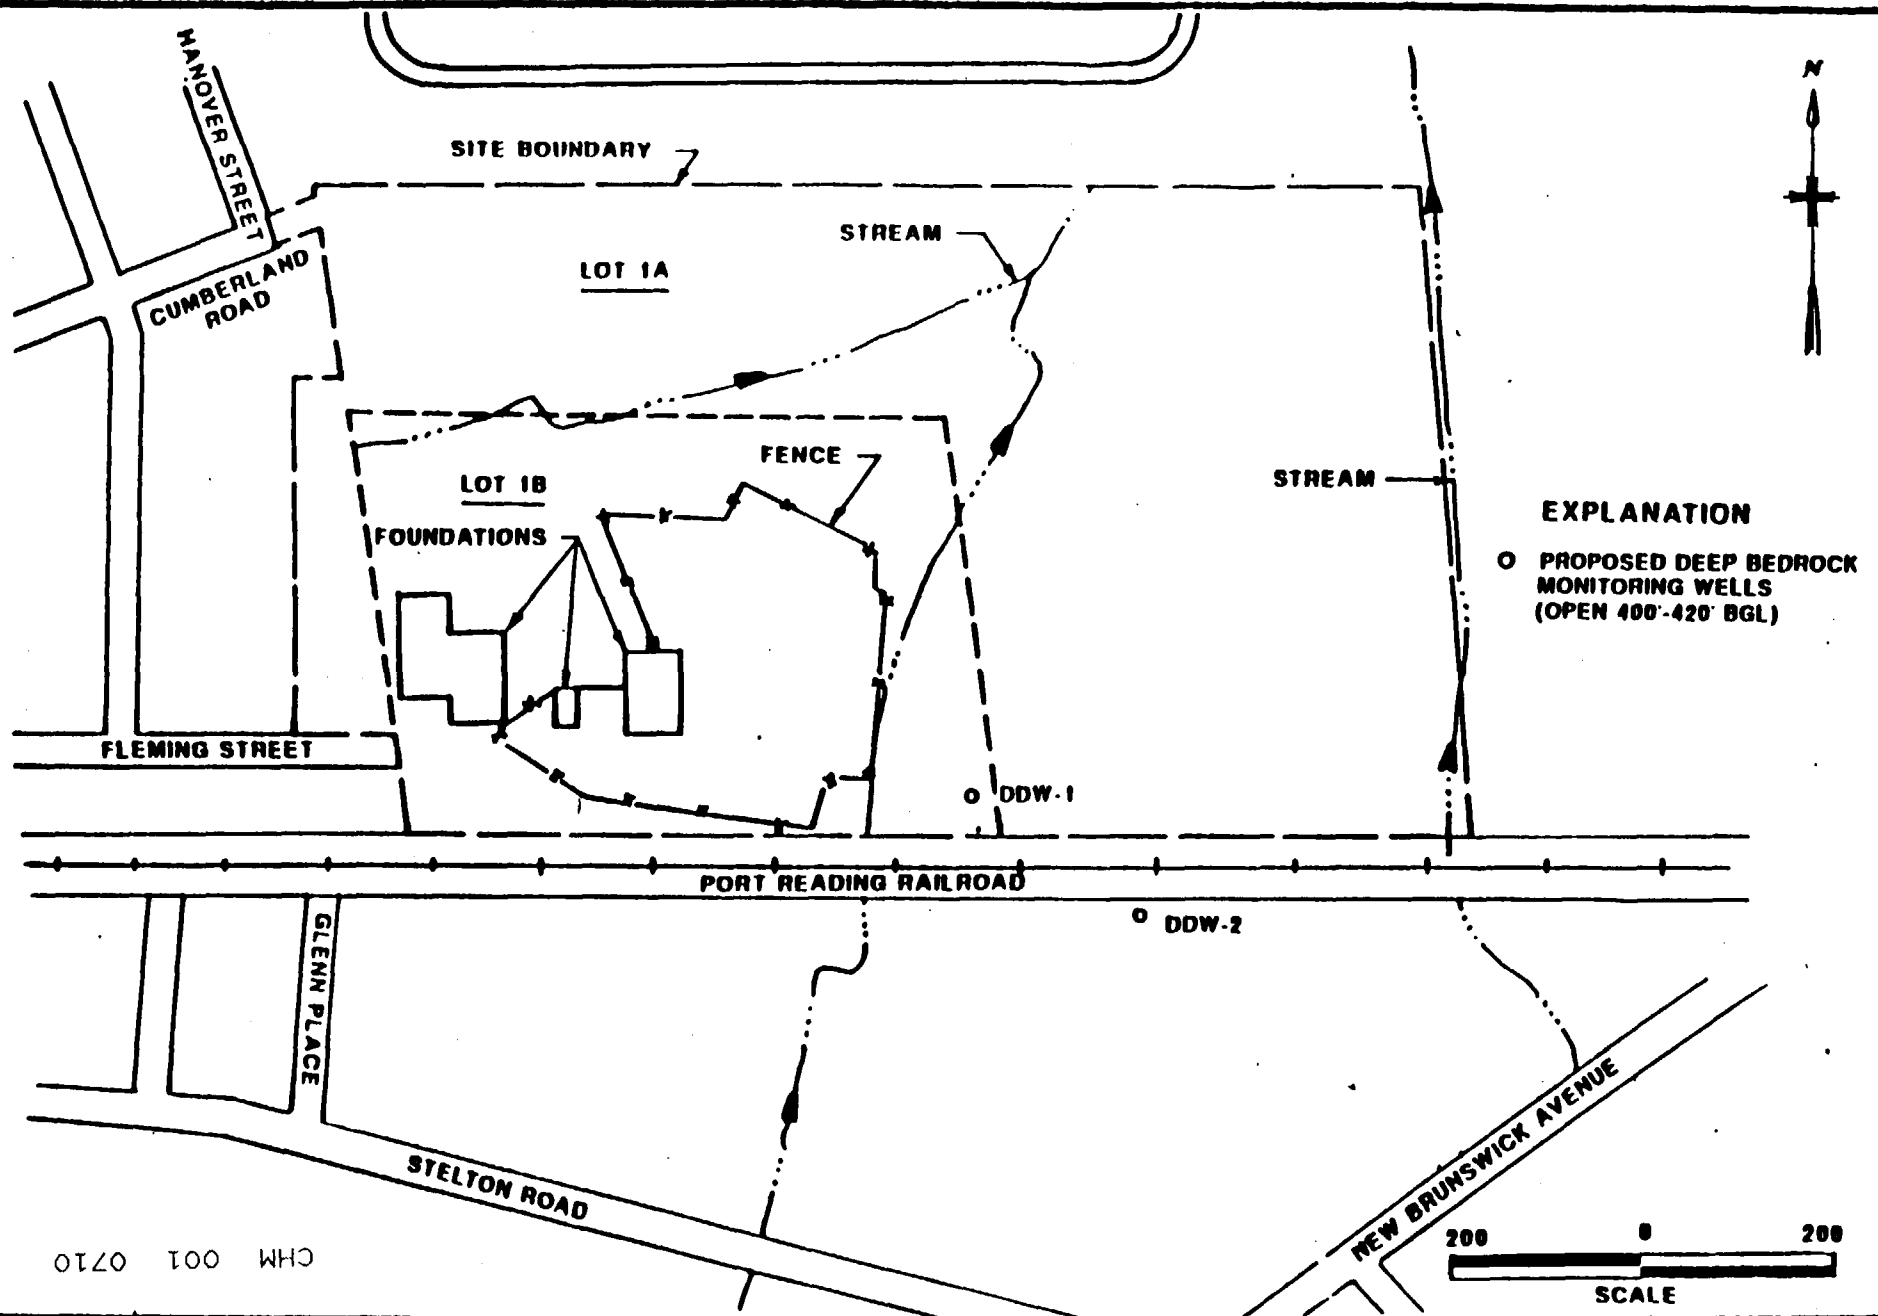 N
HANOVER STREET
SITE BOUNDARY
STREAM
LOT 1A
CUMBERLAND
ROAD
FENCE
STREAM
LOT 1B
FOUNDATIONS
EXPLANATION
O PROPOSED DEEP BEDROCK
MONITORING WELLS
(OPEN 400'-420' BGL)
FLEMING STREET
DDW-1
PORT READING RAILROAD
DDW-2
GLENN PLACE
STELTON ROAD
NEW BRUNSWICK AVENUE
200 0 200
SCALE
CHM 001 0710